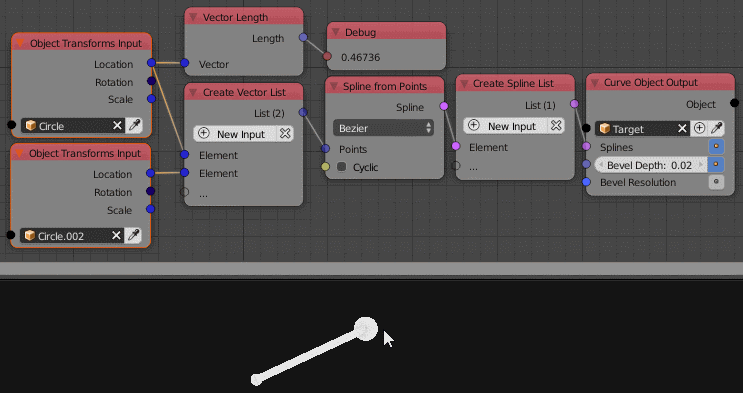 Object Transforms Input
Location
Rotation
Scale
Circle
Object Transforms Input
Location
Rotation
Scale
Circle.002
Vector Length
Length
Vector
Create Vector List
List (2)
New Input
Element
Element
...
Debug
0.46736
Spline from Points
Spline
Bezier
Points
Cyclic
Create Spline List
List (1)
New Input
Element
...
Curve Object Output
Object
Target
Splines
Bevel Depth: 0.02
Bevel Resolution